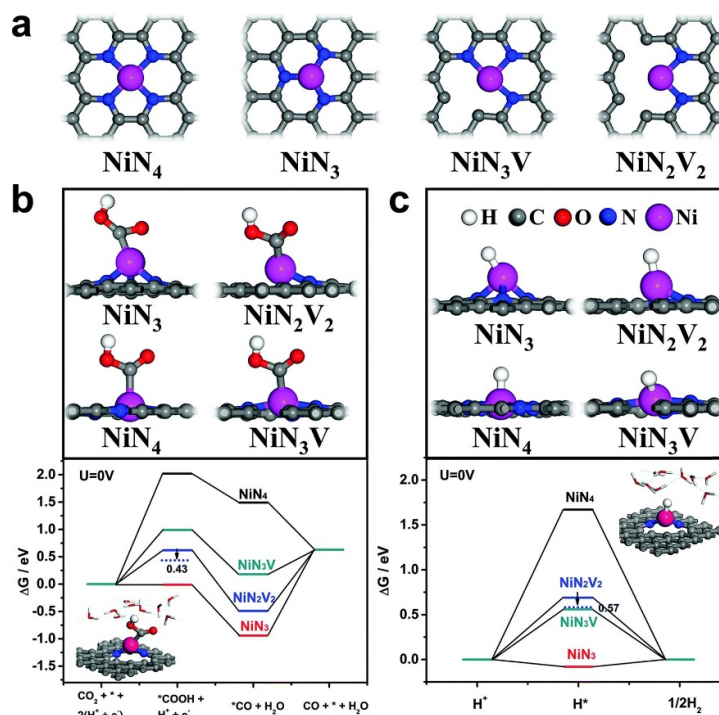 a
NiN4 NiN3 NiN3V NiN2V2
b
NiN3 NiN2V2
NiN4 NiN3V
U=0V
2.0
1.5
1.0
0.5
0.0
-0.5
-1.0
-1.5
ΔG / eV
NiN4
NiN3V
0.43
NiN2V2
NiN3
CO2 + * +
2(H+ + e-)
*COOH +
H+ + e-
*CO + H2O
CO + * + H2O
c
H C O N Ni
NiN3 NiN2V2
NiN4 NiN3V
U=0V
2.0
1.5
1.0
0.5
0.0
ΔG / eV
NiN4
NiN2V2
0.57
NiN3V
NiN3
H+ H* 1/2H2